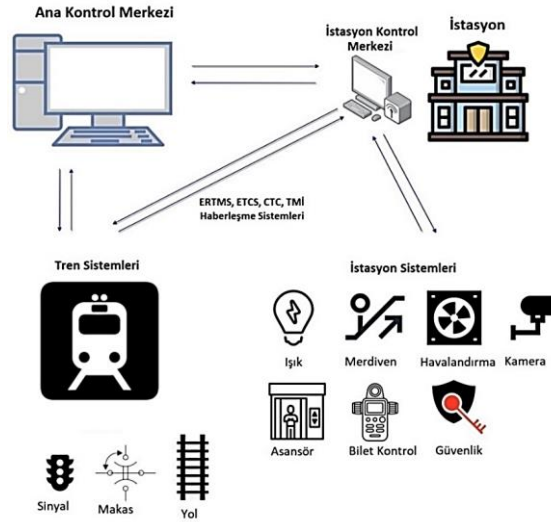 Ana Kontrol Merkezi
İstasyon Kontrol
Merkezi
İstasyon
ERTMS, ETCS, CTC, TMİ
Haberleşme Sistemleri
Tren Sistemleri
İstasyon Sistemleri
Işık
Merdiven
Havalandırma
Kamera
Asansör
Bilet Kontrol
Güvenlik
Sinyal
Makas
Yol